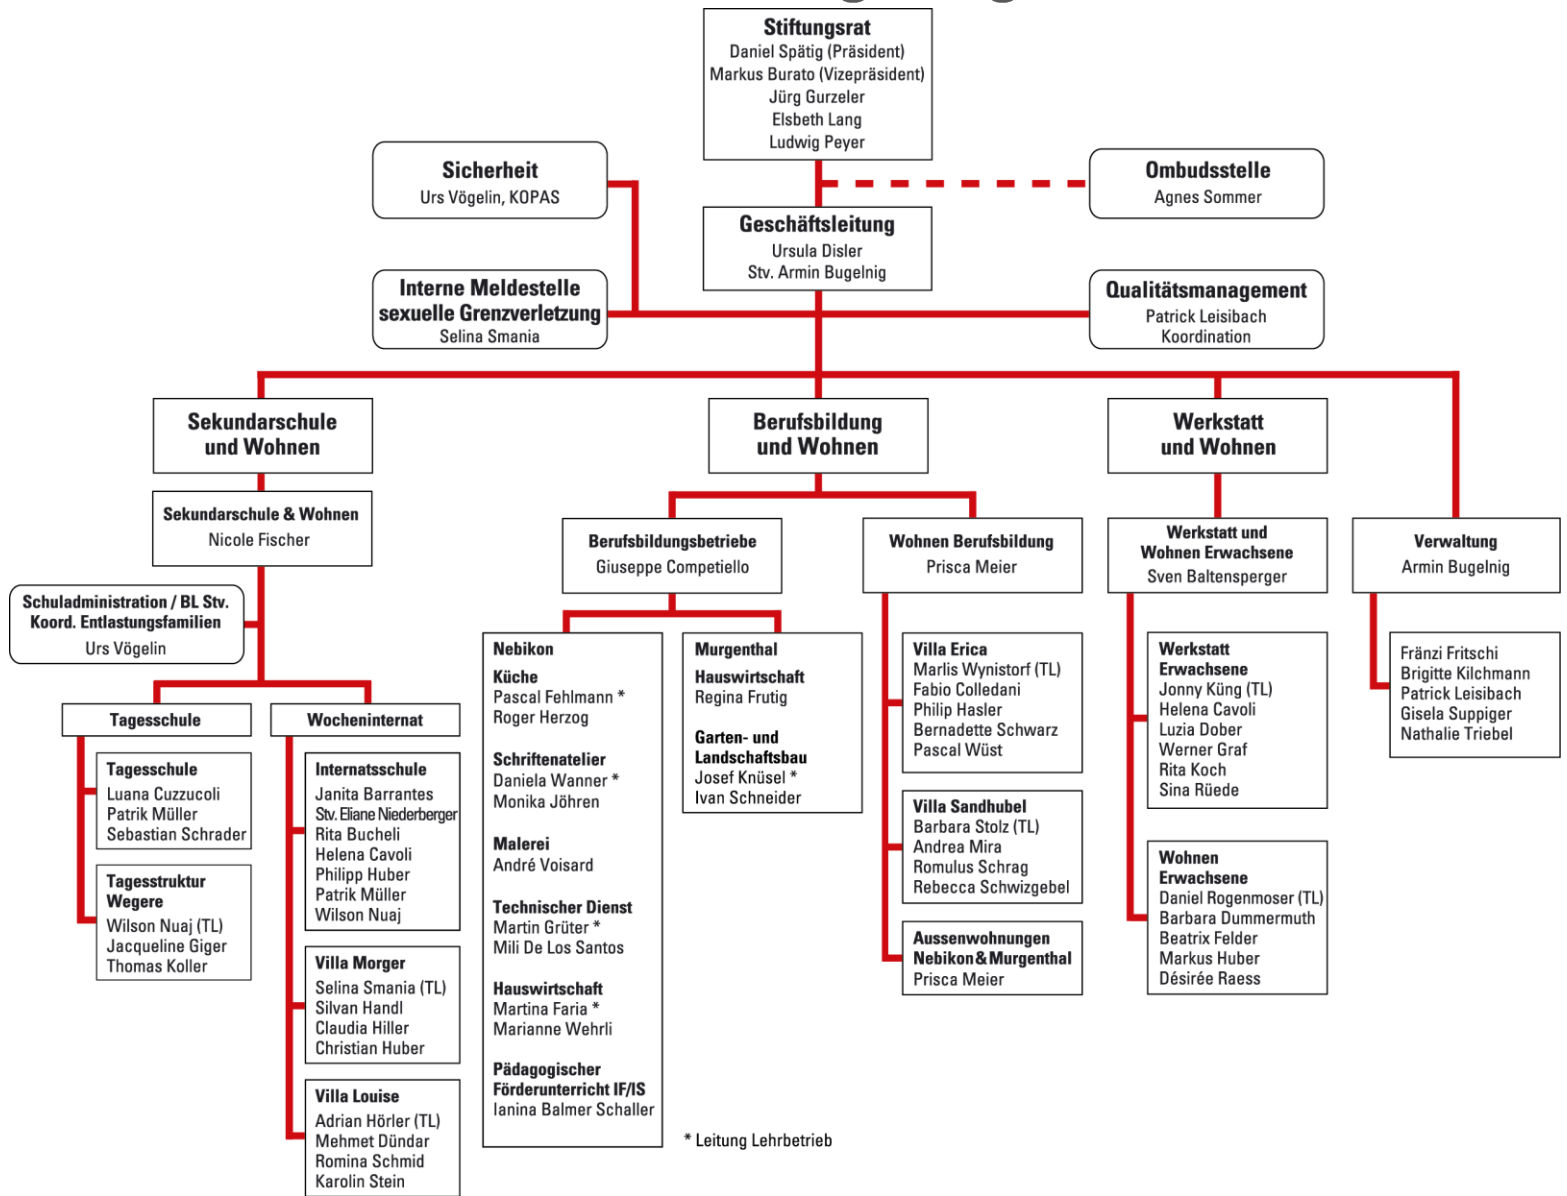 Stiftungsrat
Daniel Spätig (Präsident)
Markus Burato (Vizepräsident)
Jürg Gurzeler
Elsbeth Lang
Ludwig Peyer
Sicherheit
Urs Vögelin, KOPAS
Ombudsstelle
Agnes Sommer
Geschäftsleitung
Ursula Disler
Stv. Armin Bugelnig
Interne Meldestelle
sexuelle Grenzverletzung
Selina Smania
Qualitätsmanagement
Patrick Leisibach
Koordination
Sekundarschule
und Wohnen
Berufsbildung
und Wohnen
Werkstatt
und Wohnen
Sekundarschule & Wohnen
Nicole Fischer
Berufsbildungsbetriebe
Giuseppe Competiello
Wohnen Berufsbildung
Prisca Meier
Werkstatt und
Wohnen Erwachsene
Sven Baltensperger
Verwaltung
Armin Bugelnig
Schuladministration / BL Stv.
Koord. Entlastungsfamilien
Urs Vögelin
Tagesschule
Wocheninternat
Tagesschule
Luana Cuzzucoli
Patrik Müller
Sebastian Schrader
Tagesstruktur
Wegere
Wilson Nuaj (TL)
Jacqueline Giger
Thomas Koller
Internatsschule
Janita Barrantes
Stv. Eliane Niederberger
Rita Bucheli
Helena Cavoli
Philipp Huber
Patrik Müller
Wilson Nuaj
Villa Morger
Selina Smania (TL)
Silvan Handl
Claudia Hiller
Christian Huber
Villa Louise
Adrian Hörler (TL)
Mehmet Dündar
Romina Schmid
Karolin Stein
Nebikon
Küche
Pascal Fehlmann *
Roger Herzog
Schriftenatelier
Daniela Wanner *
Monika Jöhren
Malerei
André Voisard
Technischer Dienst
Martin Grüter *
Mili De Los Santos
Hauswirtschaft
Martina Faria *
Marianne Wehrli
Pädagogischer
Förderunterricht IF/IS
Ianina Balmer Schaller
Murgenthal
Hauswirtschaft
Regina Frutig
Garten- und
Landschaftsbau
Josef Knüsel *
Ivan Schneider
* Leitung Lehrbetrieb
Villa Erica
Marlis Wynistorf (TL)
Fabio Colledani
Philip Hasler
Bernadette Schwarz
Pascal Wüst
Villa Sandhubel
Barbara Stolz (TL)
Andrea Mira
Romulus Schrag
Rebecca Schwizgebel
Aussenwohnungen
Nebikon & Murgenthal
Prisca Meier
Werkstatt
Erwachsene
Jonny Küng (TL)
Helena Cavoli
Luzia Dober
Werner Graf
Rita Koch
Sina Rüede
Wohnen
Erwachsene
Daniel Rogenmoser (TL)
Barbara Dummermuth
Beatrix Felder
Markus Huber
Désirée Raess
Fränzi Fritschi
Brigitte Kilchmann
Patrick Leisibach
Gisela Suppiger
Nathalie Triebel